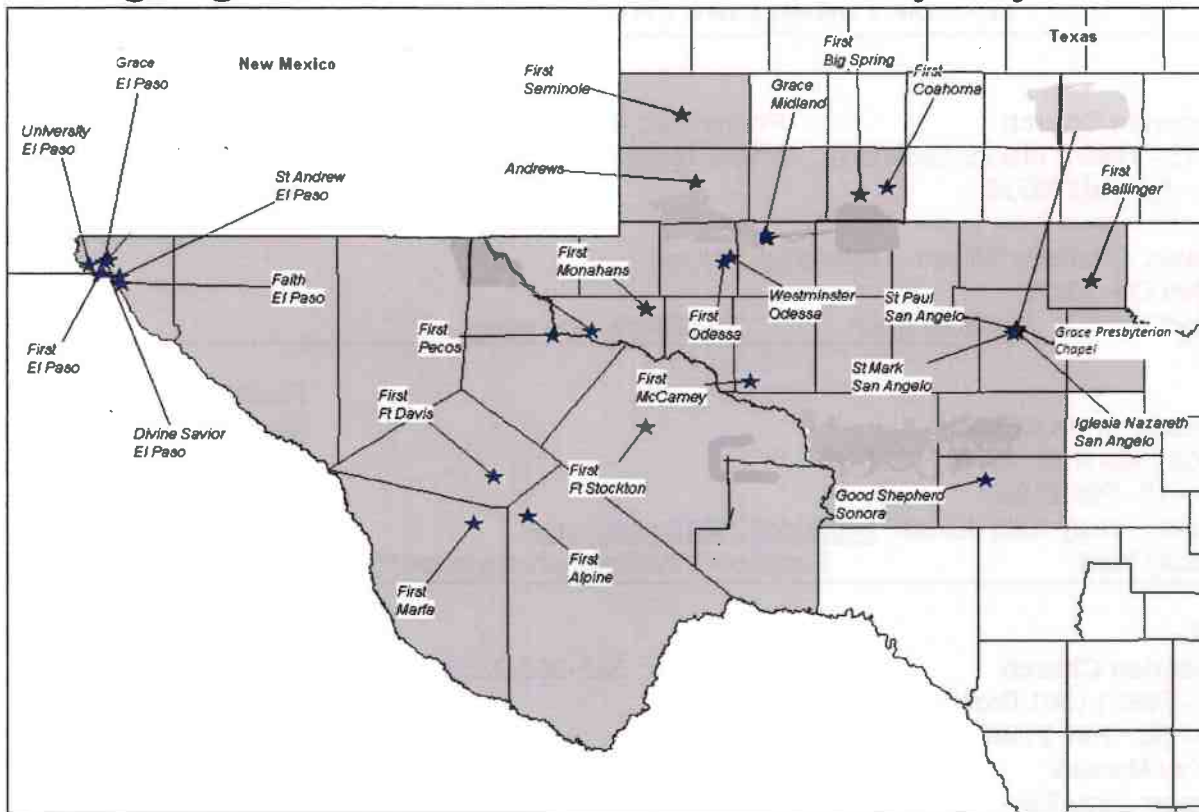 Grace
El Paso
New Mexico
First
Seminole
First
Big Spring
Texas
Grace
Midland
First
Coahoma
University
El Paso
St Andrew
El Paso
Andrews
First
Ballinger
First
Monahans
Faith
El Paso
Westminster
Odessa
St Paul
San Angelo
First
Odessa
First
Pecos
Grace Presbyterian
Chapel
First
El Paso
St Mark
San Angelo
First
McCamey
First
Ft Davis
Divine Savior
El Paso
Iglesia Nazareth
San Angelo
First
Ft Stockton
Good Shepherd
Sonora
First
Alpine
First
Marfa